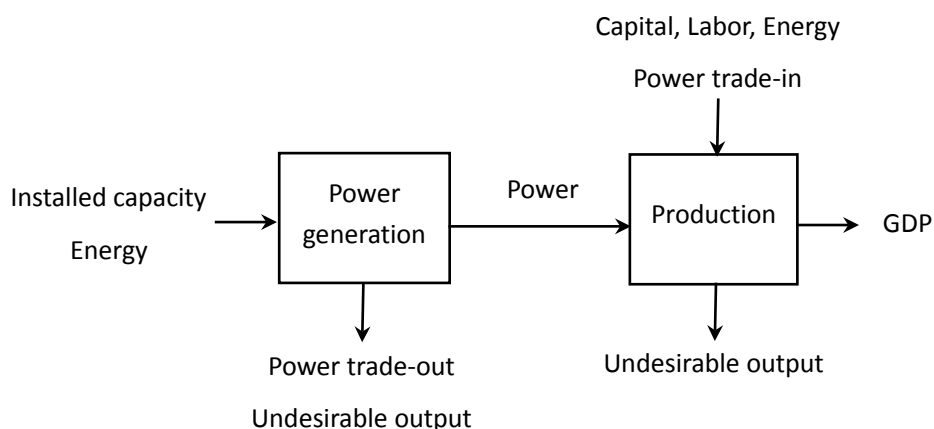 Capital, Labor, Energy
Power trade-in
Installed capacity
Energy
Power
generation
Power
Production
GDP
Power trade-out
Undesirable output
Undesirable output